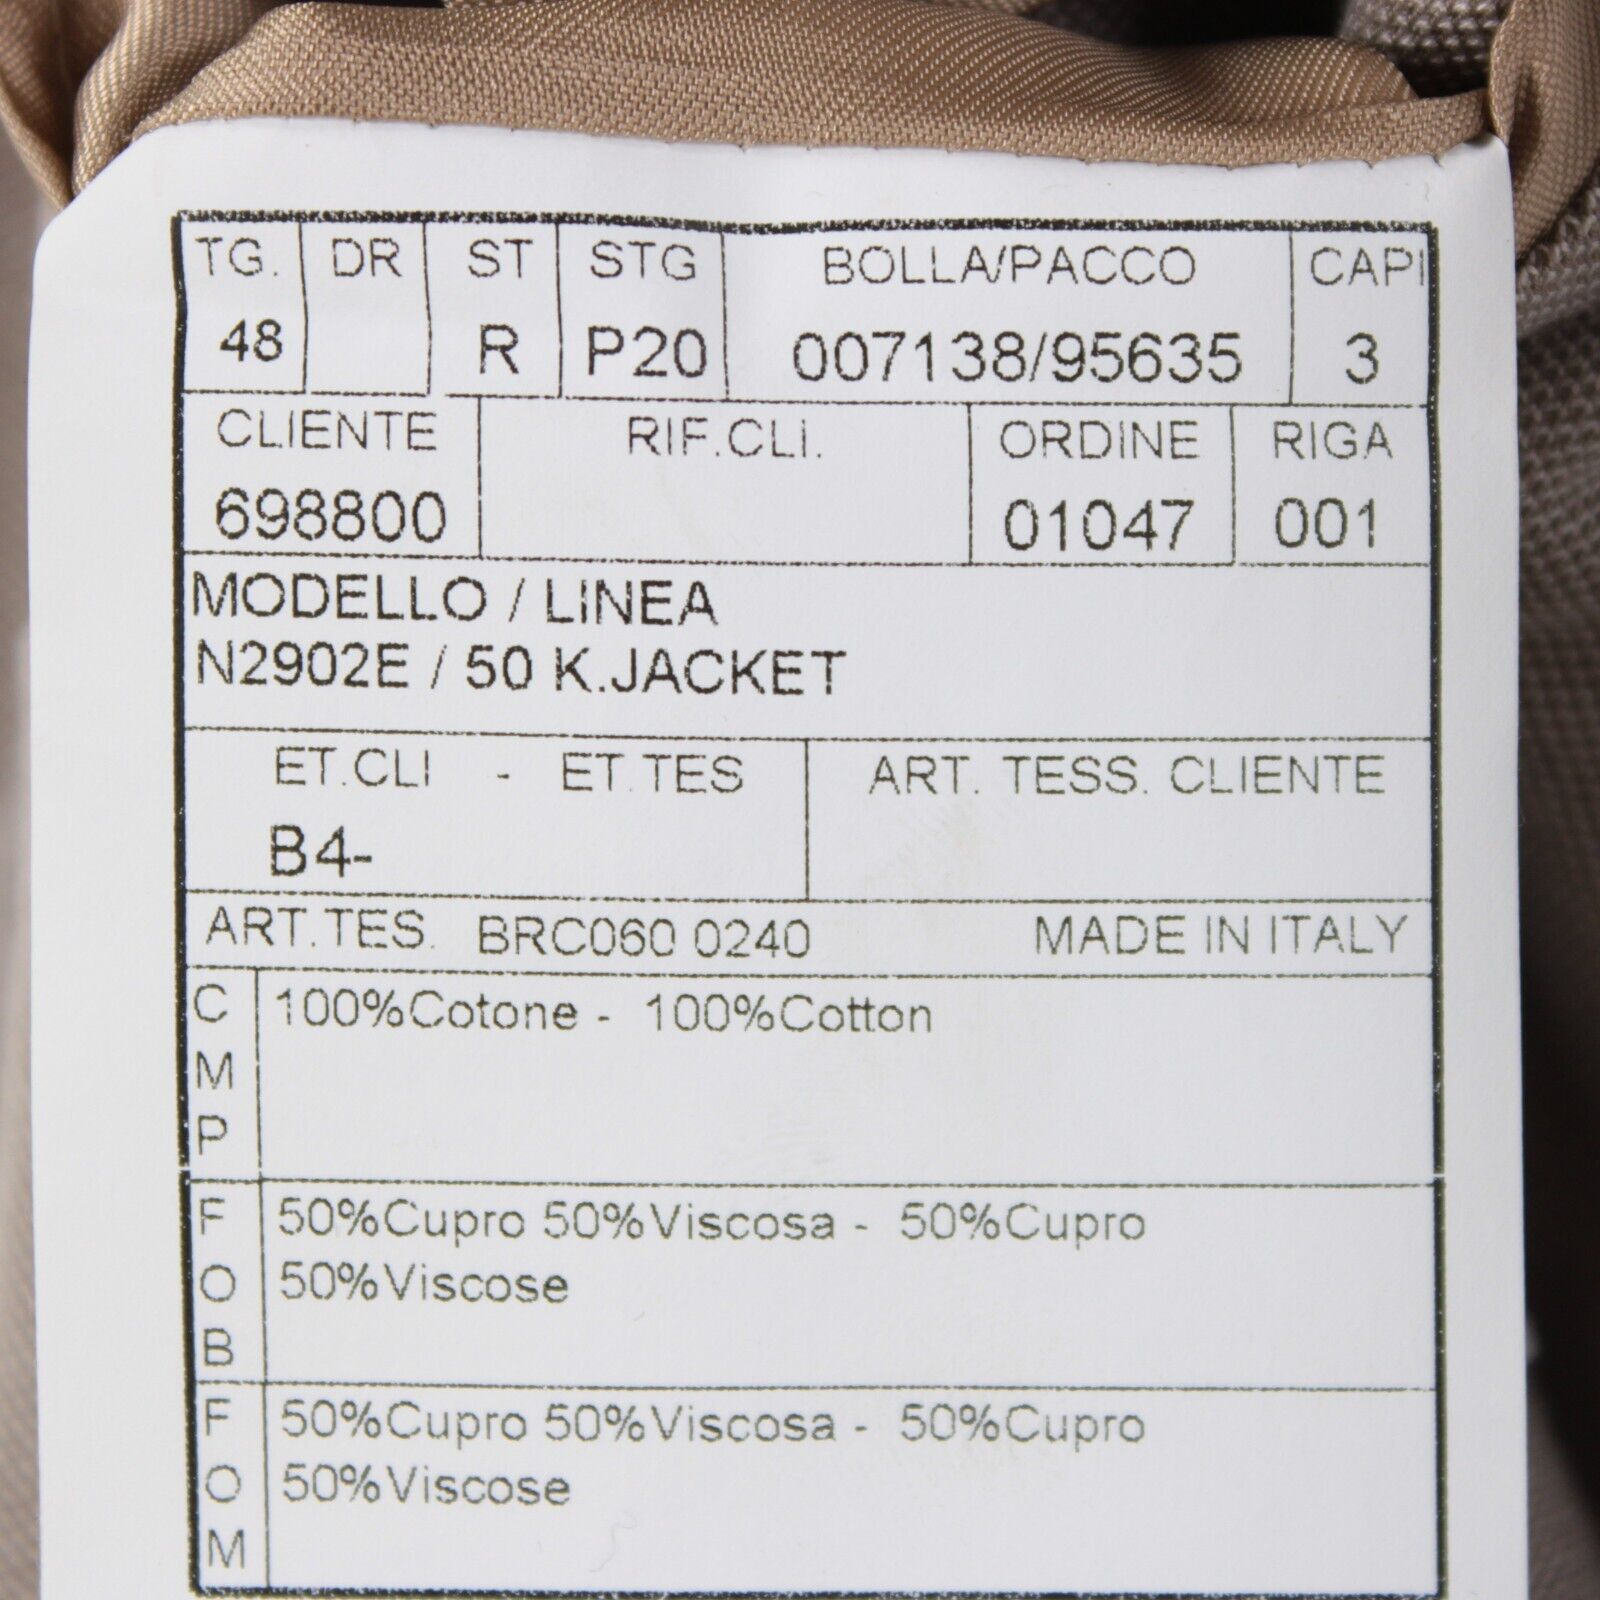 TG. DR ST STG BOLLA/PACCO CAPI
48 R P20 007138/95635 3
CLIENTE RIF.CLI. ORDINE RIGA
698800 01047 001
MODELLO / LINEA
N2902E / 50 K.JACKET
ET.CLI - ET.TES ART. TESS. CLIENTE
B4-
ART.TES. BRC060 0240 MADE IN ITALY
C 100%Cotone - 100%Cotton
M
P
F 50%Cupro 50%Viscosa - 50%Cupro
O 50%Viscose
B
F 50%Cupro 50%Viscosa - 50%Cupro
O 50%Viscose
M